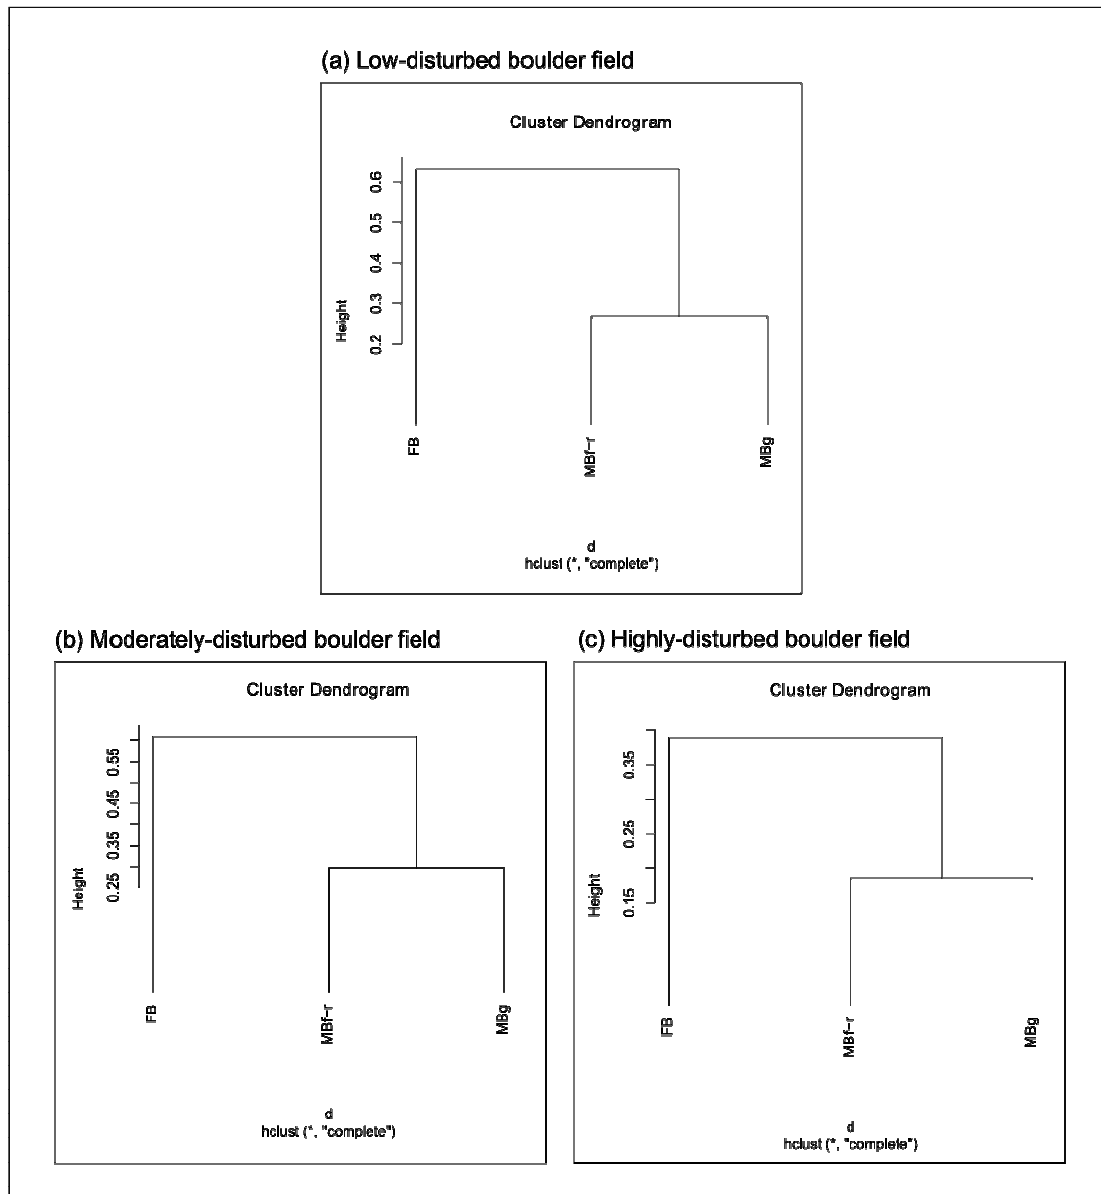 (a) Low-disturbed boulder field
Cluster Dendrogram
Height
0.2 0.3 0.4 0.5 0.6
FB
MBf-r
MBg
d
hclust (*, "complete")
(b) Moderately-disturbed boulder field
Cluster Dendrogram
Height
0.25 0.35 0.45 0.55
FB
MBf-r
MBg
d
hclust (*, "complete")
(c) Highly-disturbed boulder field
Cluster Dendrogram
Height
0.15 0.25 0.35
FB
MBf-r
MBg
d
hclust (*, "complete")